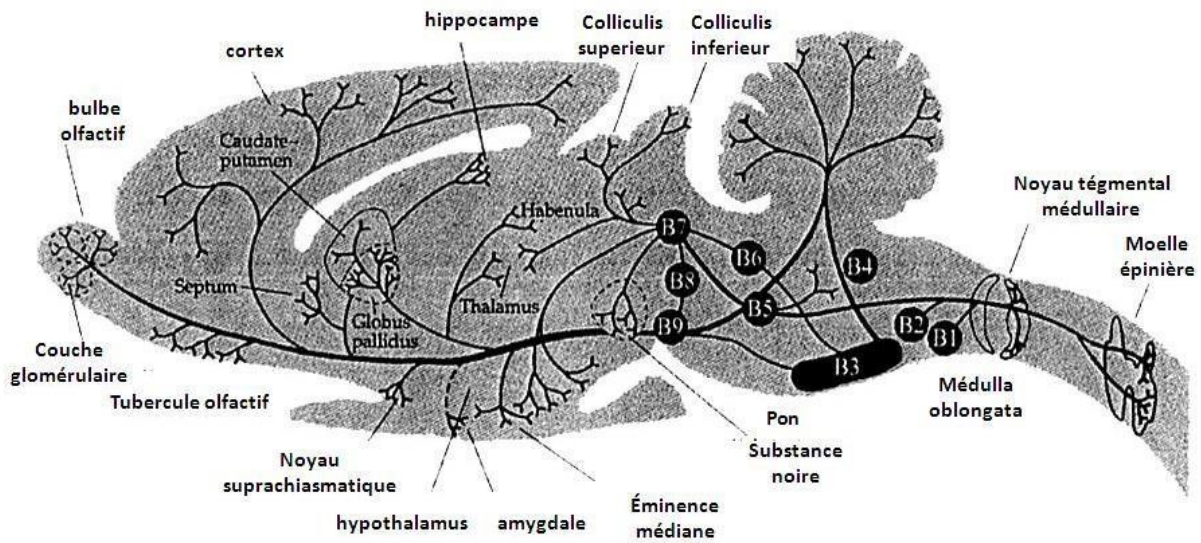 hippocampe
Colliculis
superieur
Colliculis
inferieur
cortex
bulbe
olfactif
Caudate-
putamen
Noyau tégmental
médullaire
Habenula
B7
B6
B4
Moelle
épinière
B8
Septum
Thalamus
B5
Globus
pallidus
B9
B2
B1
B3
Couche
glomérulaire
Tubercule olfactif
Médulla
oblongata
Pon
Substance
noire
Noyau
suprachiasmatique
hypothalamus
amygdale
Éminence
médiane